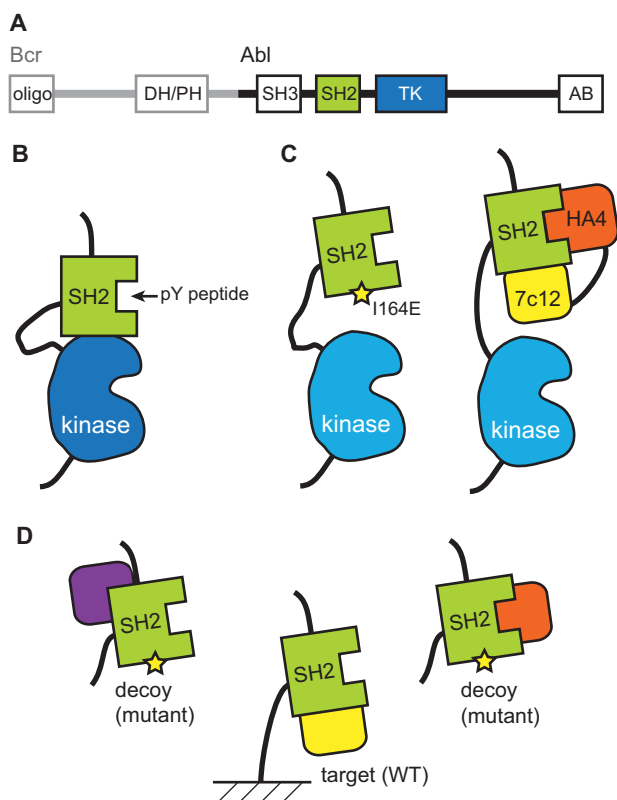 A
Bcr
Abl
oligo
DH/PH
SH3
SH2
TK
AB
B
SH2
pY peptide
kinase
C
SH2
I164E
kinase
SH2
HA4
7c12
kinase
D
SH2
decoy
(mutant)
SH2
target (WT)
SH2
decoy
(mutant)